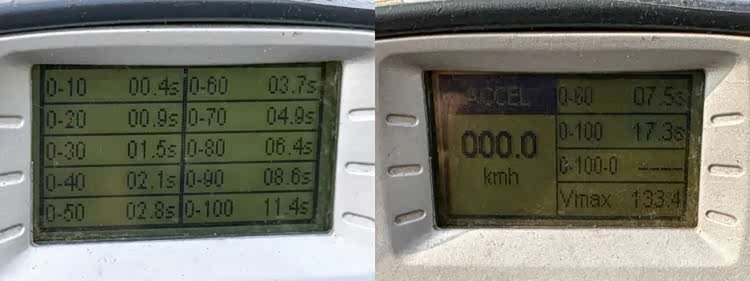 0-10 00.4s 0-60 03.7s
0-20 00.9s 0-70 04.9s
0-30 01.5s 0-80 06.4s
0-40 02.1s 0-90 08.6s
0-50 02.8s 0-100 11.4s
ACCEL
000.0
kmh
0-60 07.5s
0-100 17.3s
0-100-0 ----
Vmax 133.4